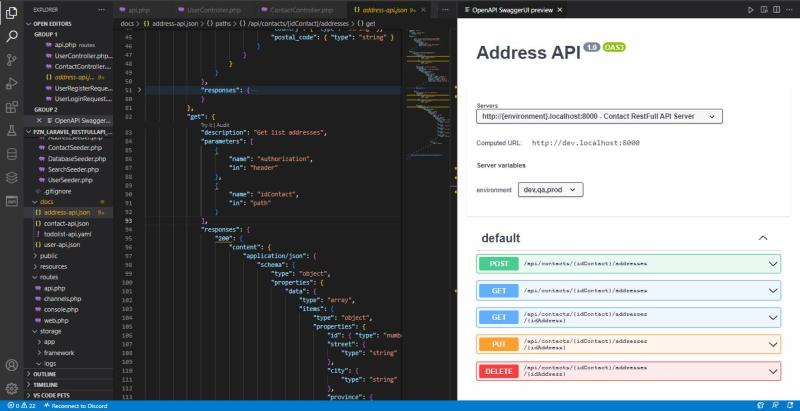 EXPLORER
OPEN EDITORS
GROUP 1
api.php routes
UserController.php...
ContactController...
address-api.j... 9+
UserRegisterReque...
UserLoginRequest....
GROUP 2
OpenAPI Swagger...
PZN_LARAVEL_RESTFULLAPI...
AddressSeeder.php
ContactSeeder.php
DatabaseSeeder.php
SearchSeeder.php
UserSeeder.php
.gitignore
docs
address-api.json 9+
contact-api.json
todolist-api.yaml
user-api.json
public
resources
routes
api.php
channels.php
console.php
web.php
storage
app
framework
logs
OUTLINE
TIMELINE
VS CODE PETS
0 22 Reconnect to Discord
api.php UserController.php ContactController.php address-api.json 9+
docs > address-api.json > paths > /api/contacts/{idContact}/addresses > get
44
45 "postal_code": { "type": "string" }
46 }
47 }
48 }
49 }
50 },
51 "responses": {
80 }
81 },
82 "get": {
Try it | Audit
83 "description": "Get list addresses",
84 "parameters": [
85 {
86 "name": "Authorization",
87 "in": "header"
88 },
89 {
90 "name": "idContact",
91 "in": "path"
92 }
93 ],
94 "responses": {
95 "200": {
96 "content": {
97 "application/json": {
98 "schema": {
99 "type": "object",
100 "properties": {
101 "data": {
102 "type": "array",
103 "items": {
104 "type": "object",
105 "properties": {
106 "id": { "type": "numb
107 "street": {
108 "type": "string"
109 },
110 "city": {
111 "type": "string"
112 },
113 "province": {
OpenAPI SwaggerUI preview
Address API 1.0 OAS3
Servers
http://{environment}.localhost:8000 - Contact RestFull API Server
Computed URL: http://dev.localhost:8000
Server variables
environment dev,qa,prod
default
POST /api/contacts/{idContact}/addresses
GET /api/contacts/{idContact}/addresses
GET /api/contacts/{idContact}/addresses
/{idAddress}
PUT /api/contacts/{idContact}/addresses
/{idAddress}
DELETE /api/contacts/{idContact}/addresses
/{idAddress}